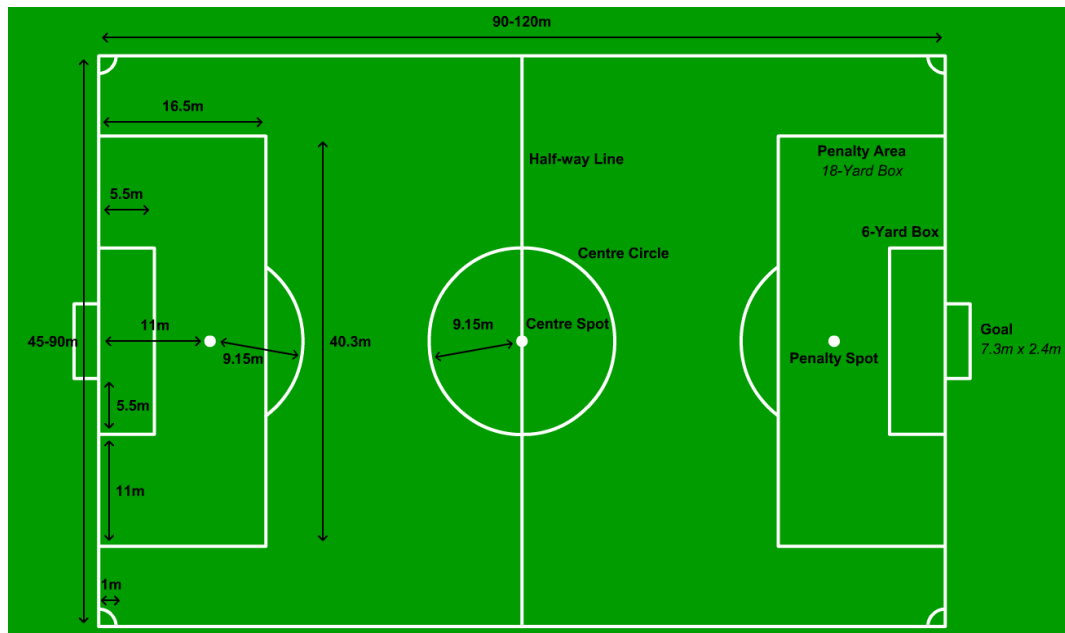 90-120m
16.5m
Penalty Area
18-Yard Box
Half-way Line
5.5m
6-Yard Box
Centre Circle
11m
9.15m
Centre Spot
45-90m
40.3m
Goal
7.3m x 2.4m
9.15m
Penalty Spot
5.5m
11m
1m